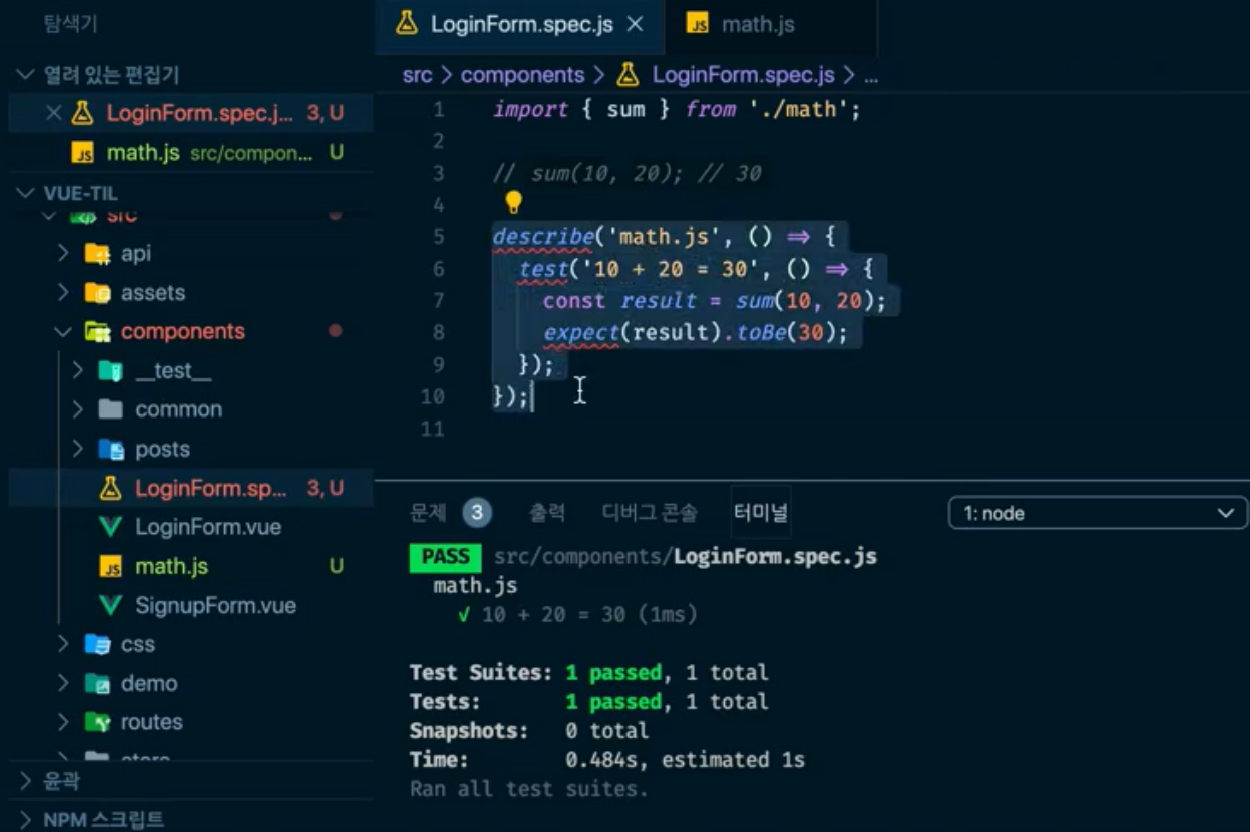 탐색기
열려 있는 편집기
LoginForm.spec.j... 3, U
math.js src/compon... U
VUE-TIL
src
api
assets
components
__test__
common
posts
LoginForm.sp... 3, U
LoginForm.vue
math.js U
SignupForm.vue
css
demo
routes
store
윤곽
NPM 스크립트
LoginForm.spec.js
JS math.js
src > components > LoginForm.spec.js > ...
1 import { sum } from './math';
2
3 // sum(10, 20); // 30
4
5 describe('math.js', () => {
6 test('10 + 20 = 30', () => {
7 const result = sum(10, 20);
8 expect(result).toBe(30);
9 });
10 });
11
문제 3 출력 디버그 콘솔 터미널 1: node
PASS src/components/LoginForm.spec.js
math.js
√ 10 + 20 = 30 (1ms)
Test Suites: 1 passed, 1 total
Tests: 1 passed, 1 total
Snapshots: 0 total
Time: 0.484s, estimated 1s
Ran all test suites.